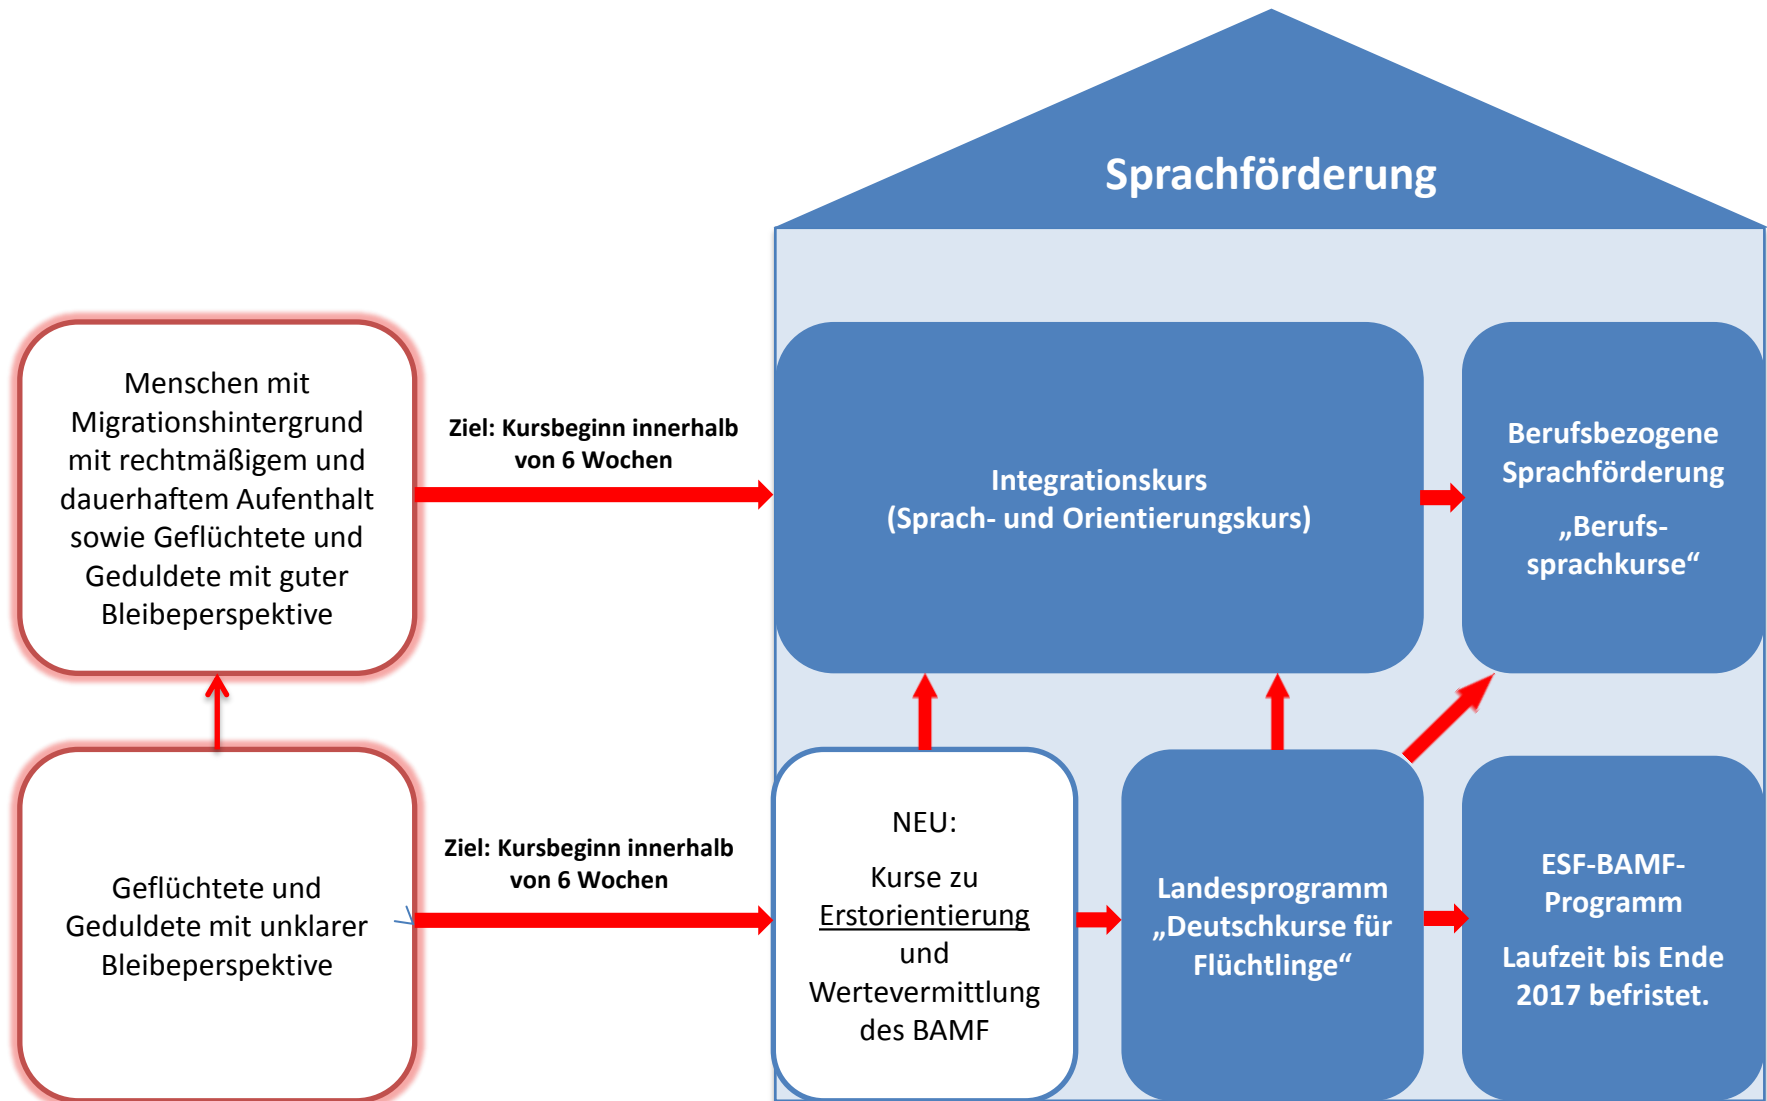 Sprachförderung
Menschen mit
Migrationshintergrund
mit rechtmäßigem und
dauerhaftem Aufenthalt
sowie Geflüchtete und
Geduldete mit guter
Bleibeperspektive
Ziel: Kursbeginn innerhalb
von 6 Wochen
Integrationskurs
(Sprach- und Orientierungskurs)
Berufsbezogene
Sprachförderung
„Berufs-
sprachkurse“
Geflüchtete und
Geduldete mit unklarer
Bleibeperspektive
Ziel: Kursbeginn innerhalb
von 6 Wochen
NEU:
Kurse zu
Erstorientierung
und
Wertevermittlung
des BAMF
Landesprogramm
„Deutschkurse für
Flüchtlinge“
ESF-BAMF-
Programm
Laufzeit bis Ende
2017 befristet.